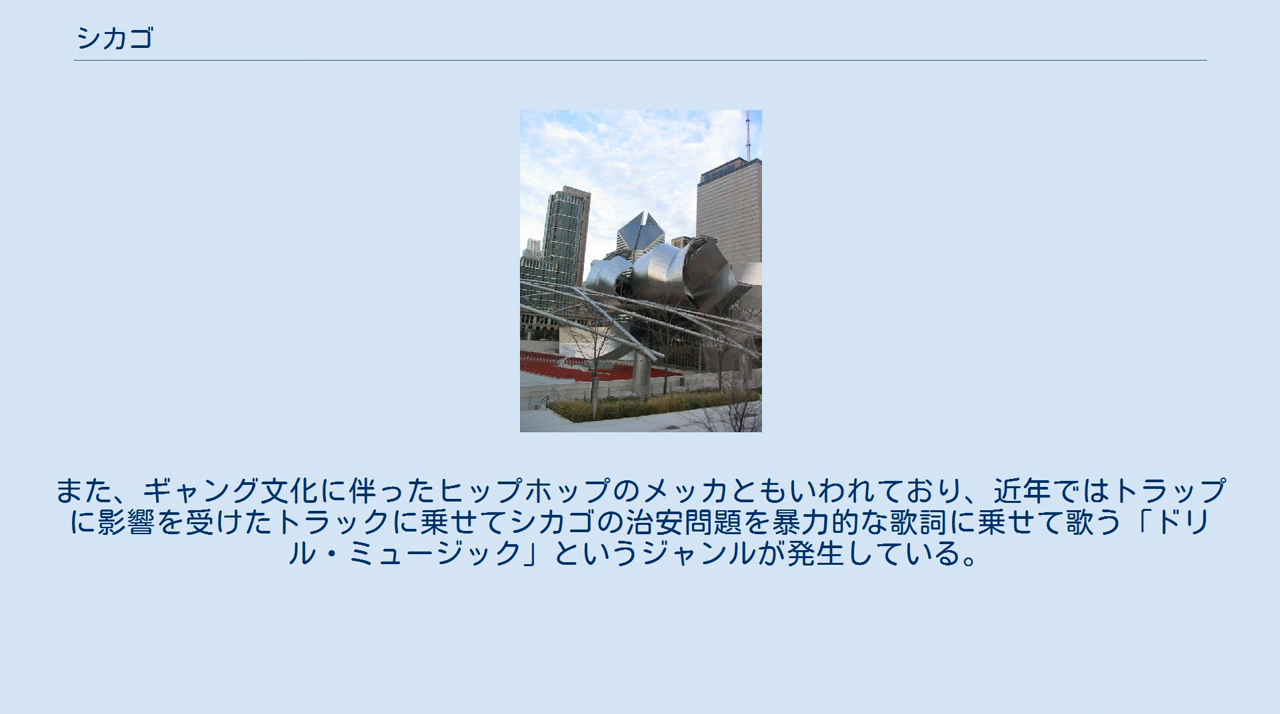 シカゴ
また、ギャング文化に伴ったヒップホップのメッカともいわれており、近年ではトラップ
に影響を受けたトラックに乗せてシカゴの治安問題を暴力的な歌詞に乗せて歌う「ドリ
ル・ミュージック」というジャンルが発生している。